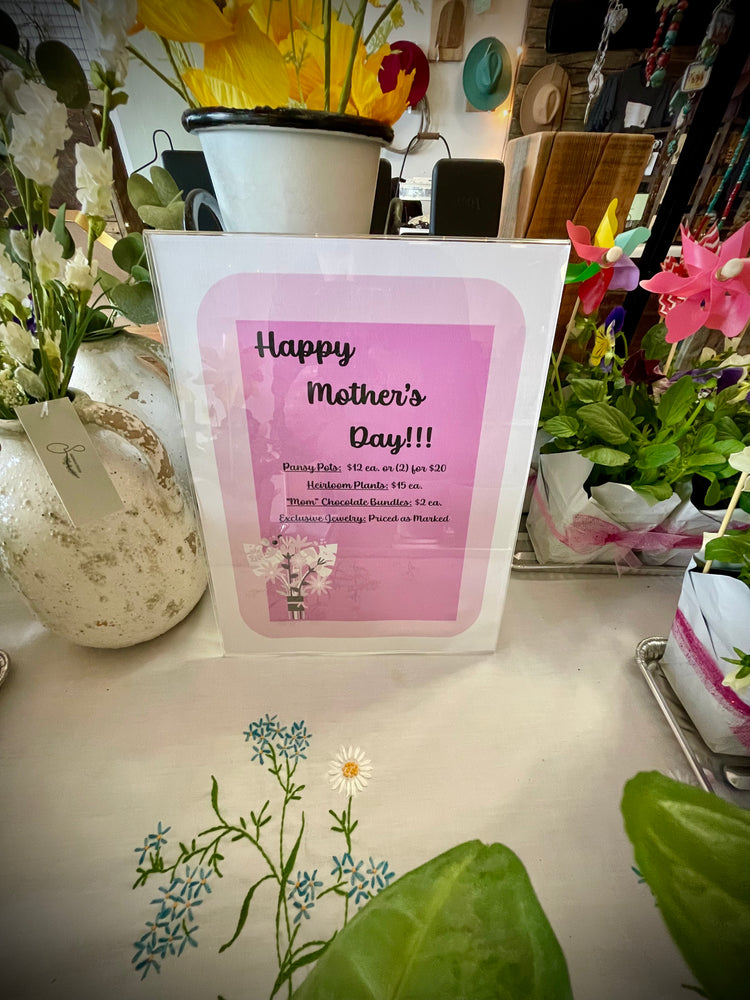 Happy
Mother's
Day!!!
Pansy Pots: $12 ea. or (2) for $20
Heirloom Plants: $15 ea.
"Mom" Chocolate Bundles: $2 ea.
Exclusive Jewelry: Priced as Marked